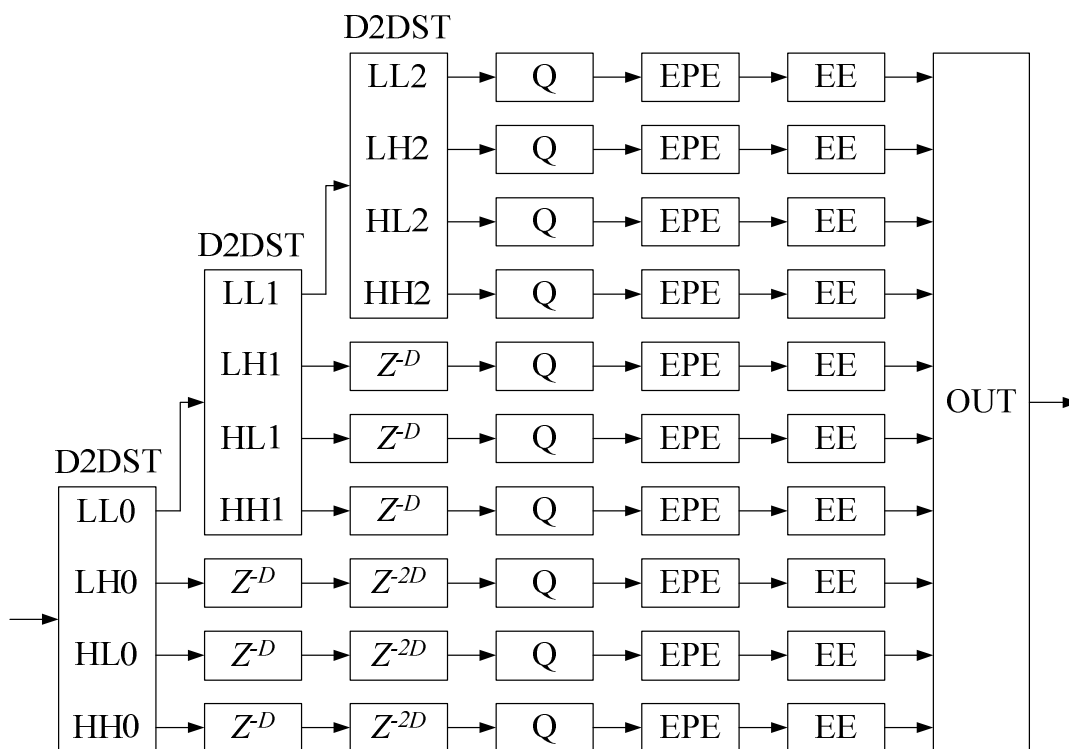 D2DST
LL2 Q EPE EE
LH2 Q EPE EE
HL2 Q EPE EE
D2DST
LL1 HH2 Q EPE EE
LH1 Z^-D Q EPE EE
OUT
HL1 Z^-D Q EPE EE
D2DST
LL0 HH1 Z^-D Q EPE EE
LH0 Z^-D Z^-2D Q EPE EE
HL0 Z^-D Z^-2D Q EPE EE
HH0 Z^-D Z^-2D Q EPE EE